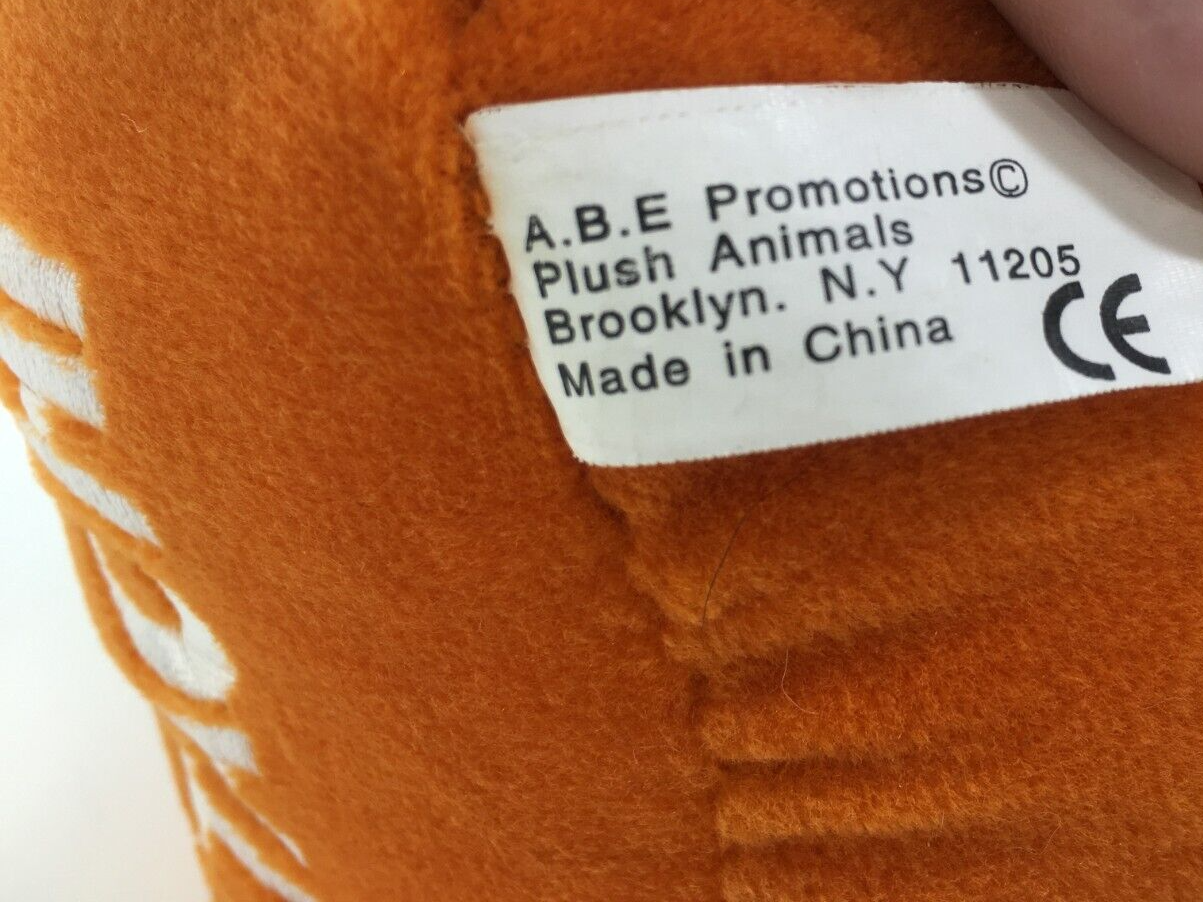 A.B.E Promotions©
Plush Animals
Brooklyn. N.Y 11205
Made in China CE